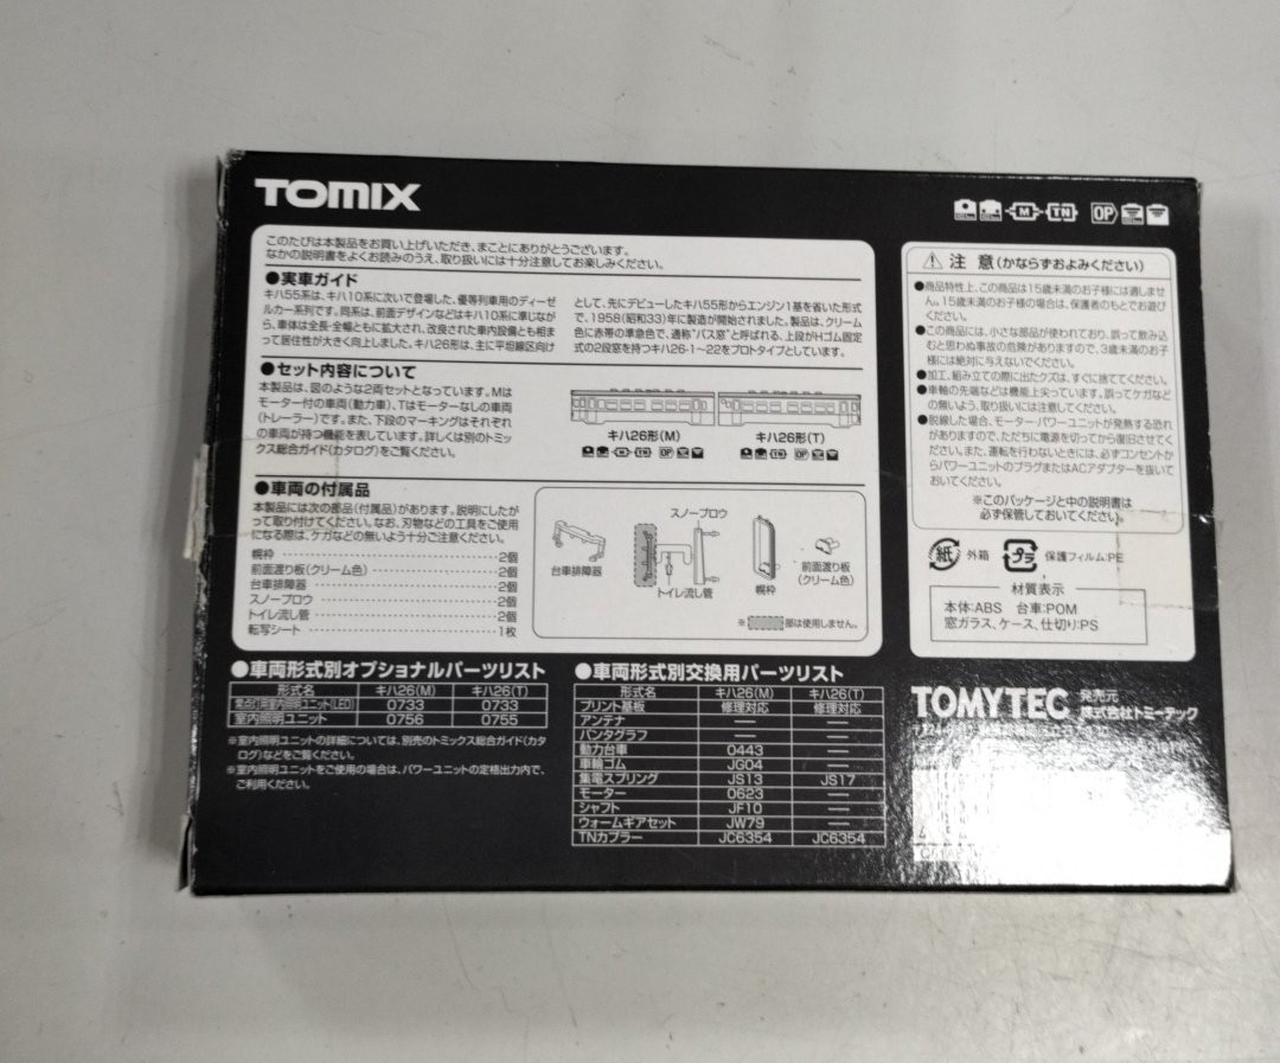 TOMIX
M TN OP
このたびは本製品をお買い上げいただき、まことにありがとうございます。
なかの説明書をよくお読みのうえ、取り扱いには十分注意してお楽しみください。
●実車ガイド
キハ55系は、キハ10系に次いで登場した、優等列車用のディーゼ
ルカー系列です。同系は、前面デザインなどはキハ10系に準じなが
ら、車体は全長・全幅ともに拡大され、改良された車内設備とも相ま
って居住性が大きく向上しました。キハ26形は、主に平坦線区向け
として、先にデビューしたキハ55形からエンジン1基を省いた形式
で、1958(昭和33)年に製造が開始されました。製品は、クリーム
色に赤帯の準急色で、通称"バス窓"と呼ばれる、上段がHゴム固定
式の2段窓を持つキハ26-1~22をプロトタイプとしています。
●セット内容について
本製品は、図のような2両セットとなっています。Mは
モーター付の車両(動力車)、Tはモーターなしの車両
(トレーラー)です。また、下段のマーキングはそれぞれ
の車両が持つ機能を表しています。詳しくは別のトミッ
クス総合ガイド(カタログ)をご覧ください。
キハ26形(M)
キハ26形(T)
●車両の付属品
本製品には次の部品(付属品)があります。説明にしたが
って取り付けてください。なお、刃物などの工具をご使用
になる際は、ケガなどの無いよう十分ご注意ください。
幌枠 2個
前面渡り板(クリーム色) 2個
台車排障器 2個
スノープロウ 2個
トイレ流し管 2個
転写シート 1枚
台車排障器
スノープロウ
トイレ流し管
幌枠
前面渡り板
(クリーム色)
※ 部は使用しません。
⚠ 注 意(かならずおよみください)
●商品特性上、この商品は15歳未満のお子様には適しませ
ん。15歳未満のお子様の場合は、保護者のもとでお遊び
ください。
●この商品には、小さな部品が使われており、誤って飲み込
むと思わぬ事故の危険がありますので、3歳未満のお子
様には絶対に与えないでください。
●加工、組み立ての際に出たクズは、すぐに捨ててください。
●車輪の先端などは機能上尖っています。誤ってケガなど
の無いよう、取り扱いには注意してください。
●脱線した場合、モーター・パワーユニットが発熱する恐れ
がありますので、ただちに電源を切ってから復旧させてく
ださい。また、運転を行わないときには、必ずコンセントか
らパワーユニットのプラグまたはACアダプターを抜いて
おいてください。
※このパッケージと中の説明書は
必ず保管しておいてください。
紙 外箱 プラ 保護フィルム:PE
材質表示
本体:ABS 台車:POM
窓ガラス、ケース、仕切り:PS
●車両形式別オプショナルパーツリスト
形式名 キハ26(M) キハ26(T)
室内照明ユニット(LED) 0733 0733
室内照明ユニット 0756 0755
※室内照明ユニットの詳細については、別売のトミックス総合ガイド(カタ
ログ)などをご覧ください。
※室内照明ユニットをご使用の場合は、パワーユニットの定格出力内で、
ご利用ください。
●車両形式別交換用パーツリスト
形式名 キハ26(M) キハ26(T)
プリント基板 修理対応 修理対応
アンテナ — —
パンタグラフ — —
動力台車 0443 —
車輪ゴム JG04 —
集電スプリング JS13 JS17
モーター 0623 —
シャフト JF10 —
ウォームギアセット JW79 —
TNカプラー JC6354 JC6354
TOMYTEC 発売元
株式会社トミーテック